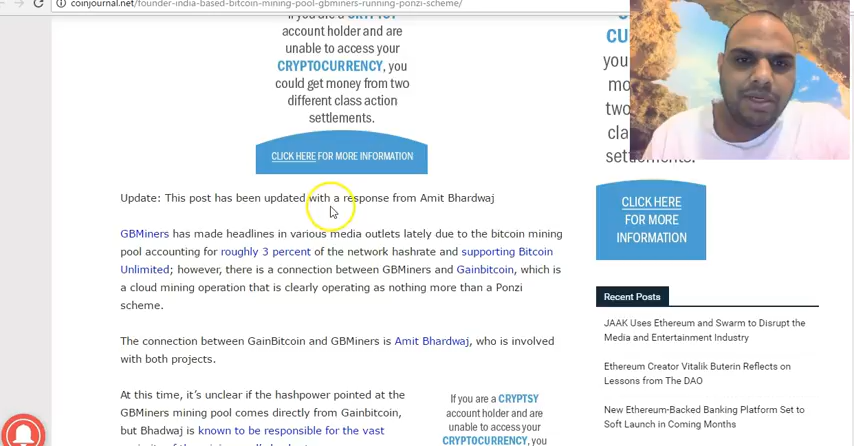 coinjournal.net/founder-india-based-bitcoin-mining-pool-gbminers-running-ponzi-scheme/
If you are a CRYPTSY
account holder and are
unable to access your
CRYPTOCURRENCY, you
could get money from two
different class action
settlements.
CLICK HERE FOR MORE INFORMATION
Update: This post has been updated with a response from Amit Bhardwaj
GBMiners has made headlines in various media outlets lately due to the bitcoin mining
pool accounting for roughly 3 percent of the network hashrate and supporting Bitcoin
Unlimited; however, there is a connection between GBMiners and Gainbitcoin, which is
a cloud mining operation that is clearly operating as nothing more than a Ponzi
scheme.
The connection between GainBitcoin and GBMiners is Amit Bhardwaj, who is involved
with both projects.
At this time, it's unclear if the hashpower pointed at the
GBMiners mining pool comes directly from Gainbitcoin,
but Bhadwaj is known to be responsible for the vast
If you are a CRYPTSY
account holder and are
unable to access your
CRYPTOCURRENCY, you
CU
you
mo
two
cla
settlements.
CLICK HERE
FOR MORE
INFORMATION
Recent Posts
JAAK Uses Ethereum and Swarm to Disrupt the
Media and Entertainment Industry
Ethereum Creator Vitalik Buterin Reflects on
Lessons from The DAO
New Ethereum-Backed Banking Platform Set to
Soft Launch in Coming Months